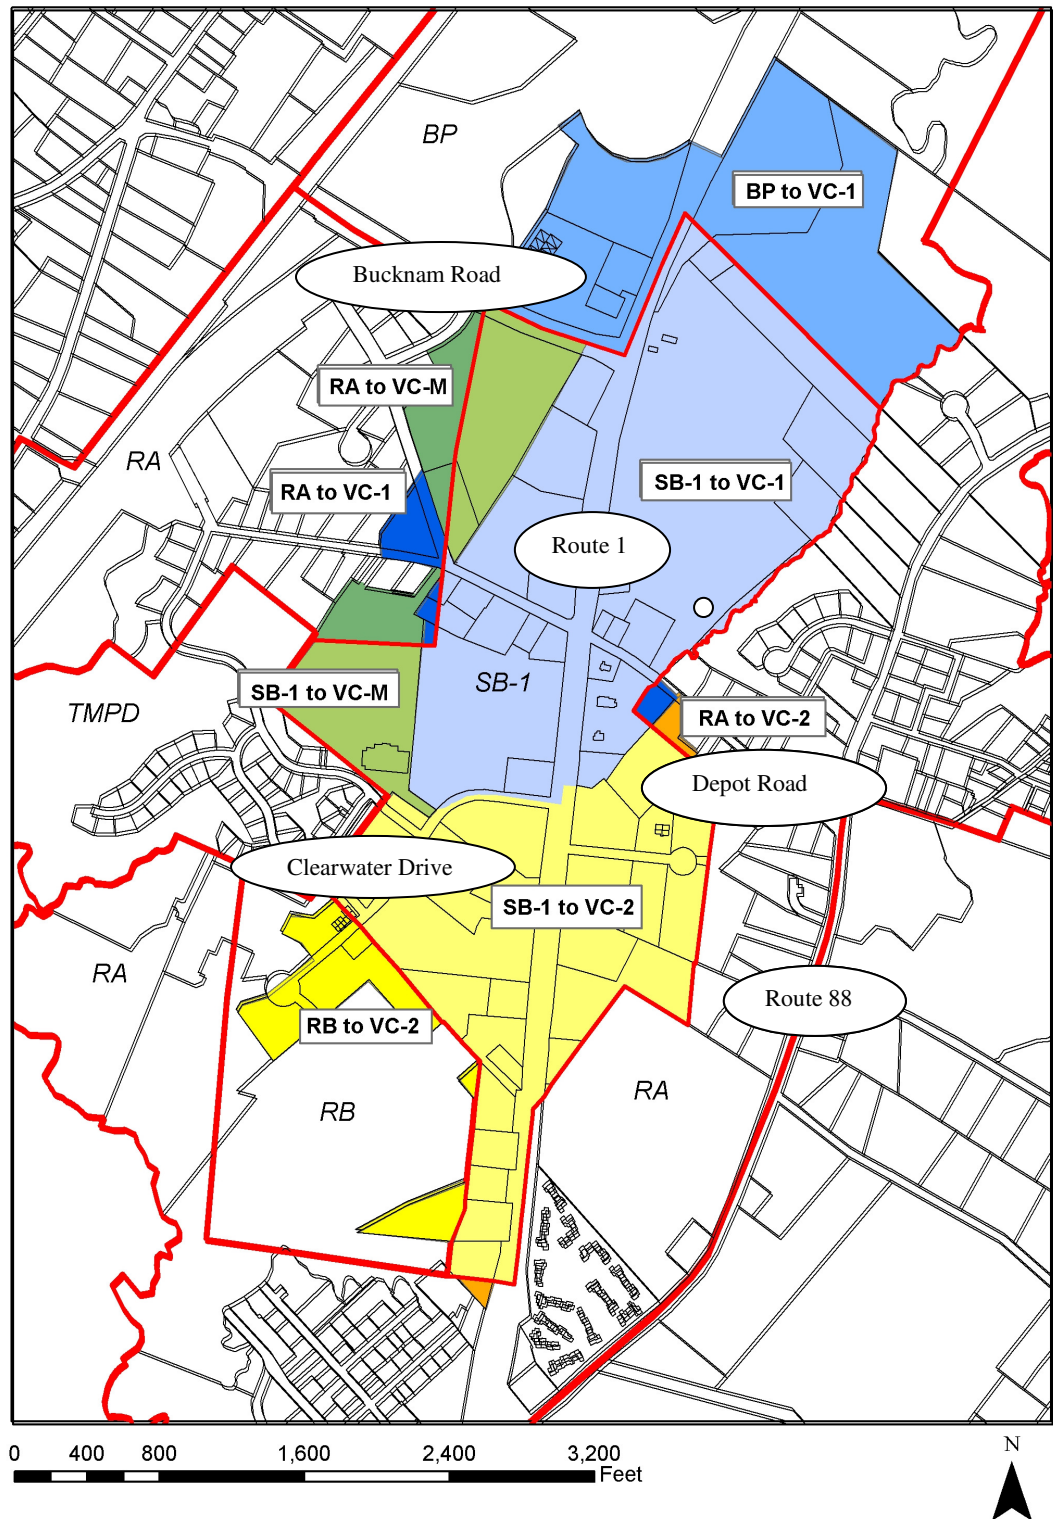 BP
BP to VC-1
Bucknam Road
RA to VC-M
RA
RA to VC-1
SB-1 to VC-1
Route 1
SB-1
SB-1 to VC-M
TMPD
RA to VC-2
Depot Road
Clearwater Drive
SB-1 to VC-2
RA
Route 88
RB to VC-2
RA
RB
0 400 800 1,600 2,400 3,200
Feet
N